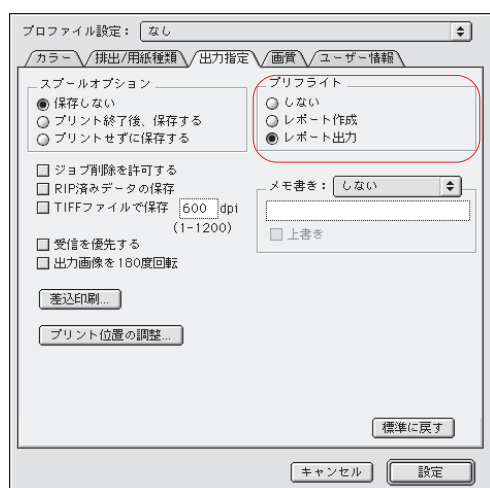 プロファイル設定： なし
カラー 排出/用紙種類 出力指定 画質 ユーザー情報
スプールオプション
保存しない
プリント終了後、保存する
プリントせずに保存する
プリフライト
しない
レポート作成
レポート出力
ジョブ削除を許可する
RIP済みデータの保存
TIFFファイルで保存 600 dpi
(1-1200)
受信を優先する
出力画像を180度回転
メモ書き： しない
上書き
差込印刷...
プリント位置の調整...
標準に戻す
キャンセル 設定